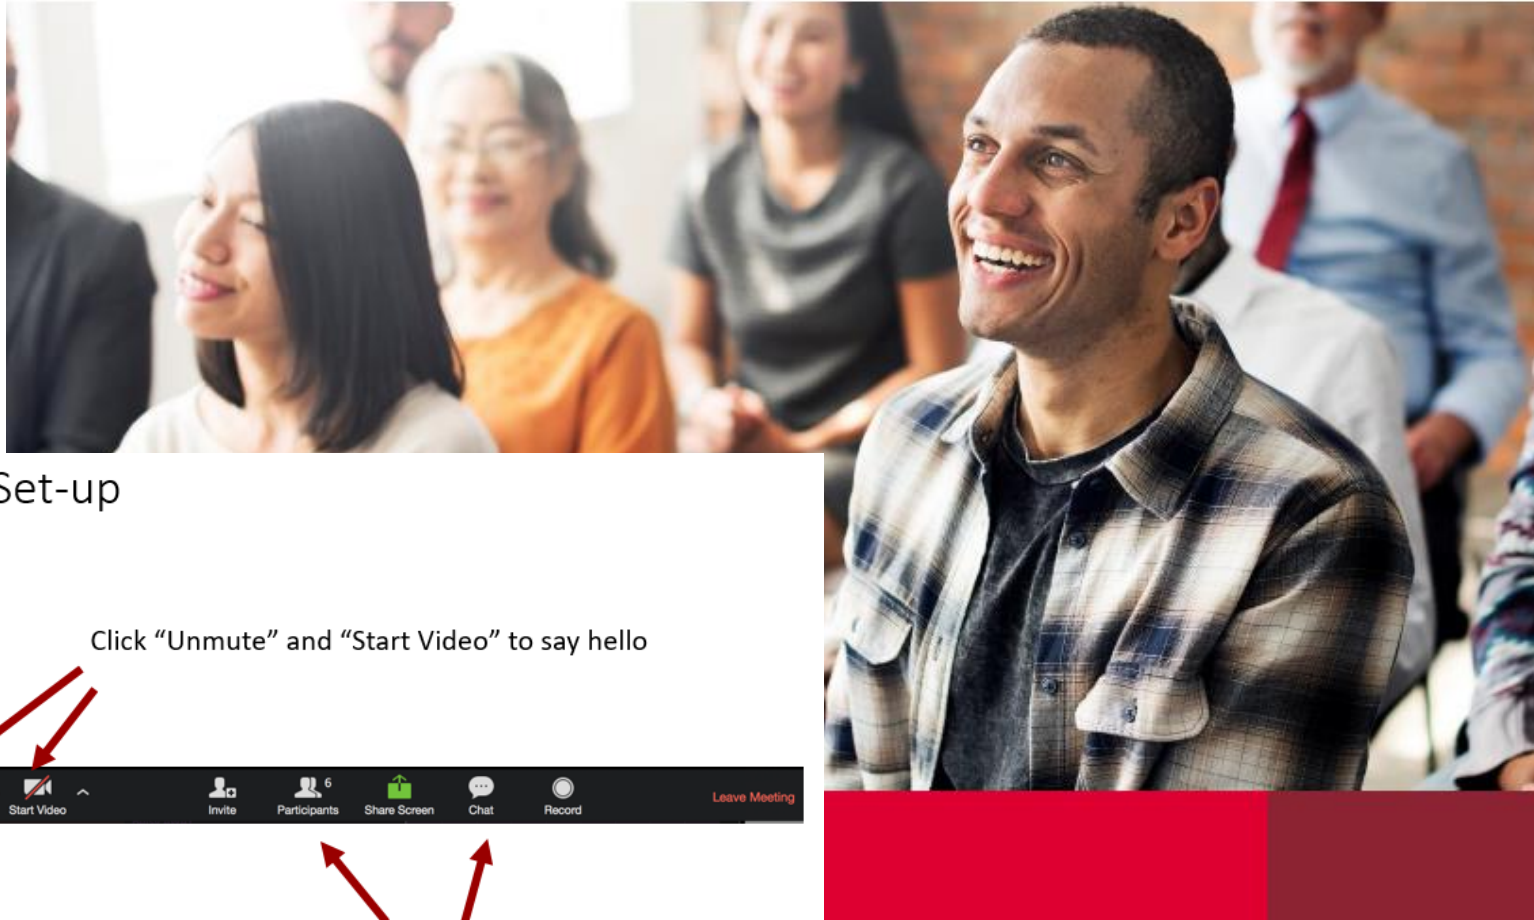 Set-up
Click “Unmute” and “Start Video” to say hello
6
Start Video Invite Participants Share Screen Chat Record Leave Meeting